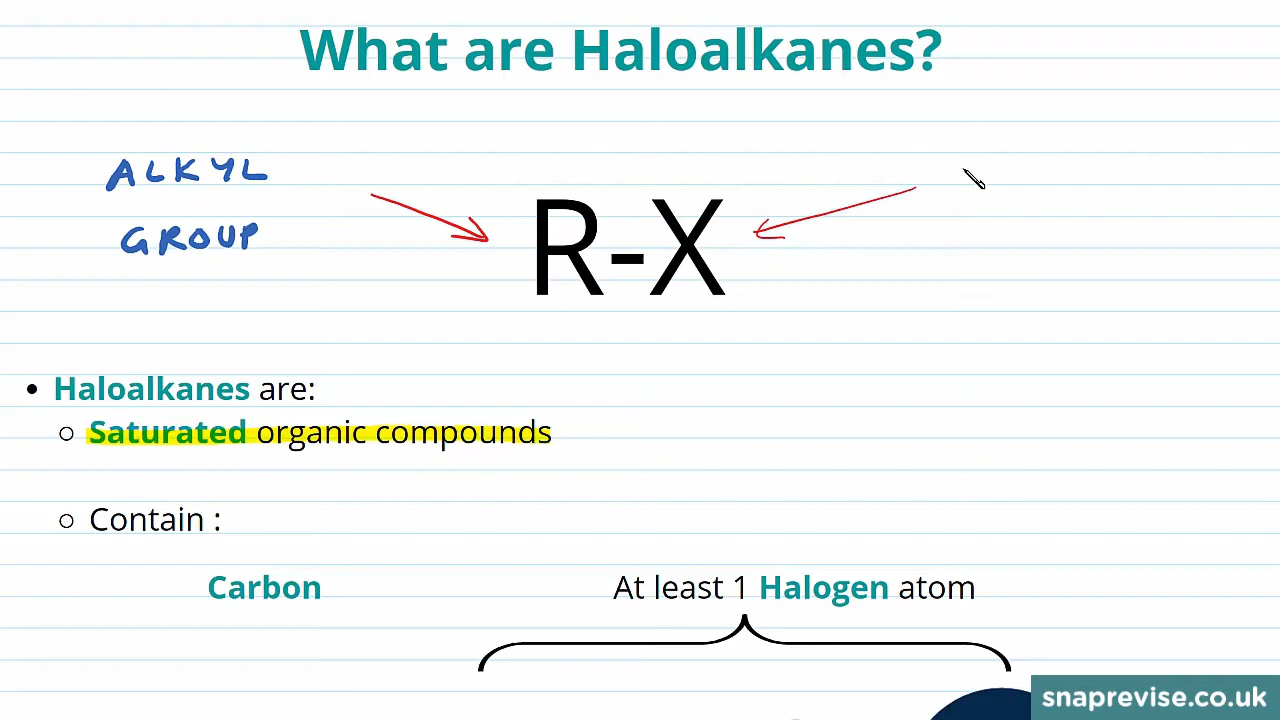 What are Haloalkanes?
ALKYL
GROUP
R-X
Haloalkanes are:
Saturated organic compounds
Contain :
Carbon
At least 1 Halogen atom
snaprevise.co.uk